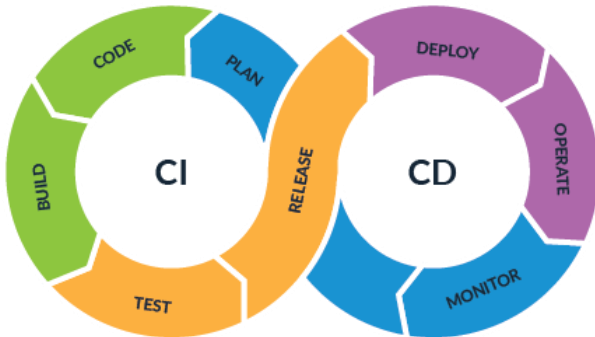 CODE
PLAN
DEPLOY
BUILD
CI
RELEASE
CD
OPERATE
TEST
MONITOR